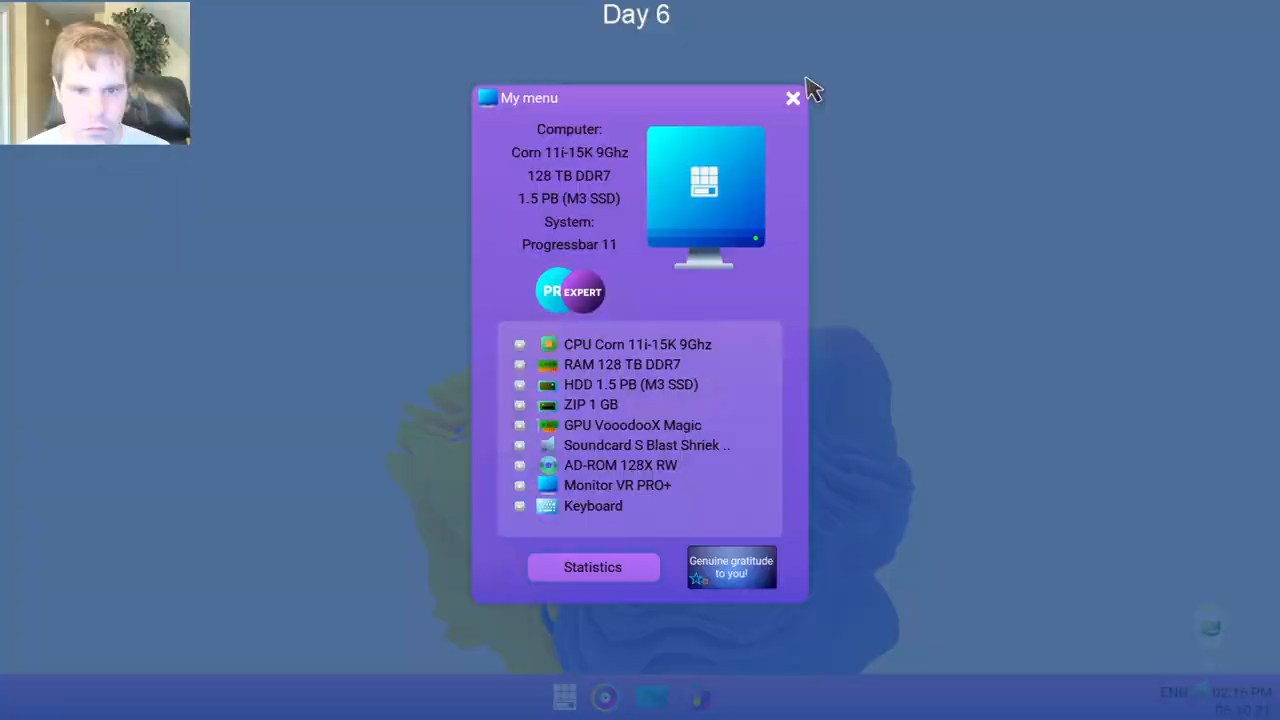 Day 6
My menu
Computer:
Corn 11i-15K 9Ghz
128 TB DDR7
1.5 PB (M3 SSD)
System:
Progressbar 11
PR EXPERT
CPU Corn 11i-15K 9Ghz
RAM 128 TB DDR7
HDD 1.5 PB (M3 SSD)
ZIP 1 GB
GPU VooodooX Magic
Soundcard S Blast Shriek ..
AD-ROM 128X RW
Monitor VR PRO+
Keyboard
Statistics
Genuine gratitude
to you!
ENG
02:16 PM